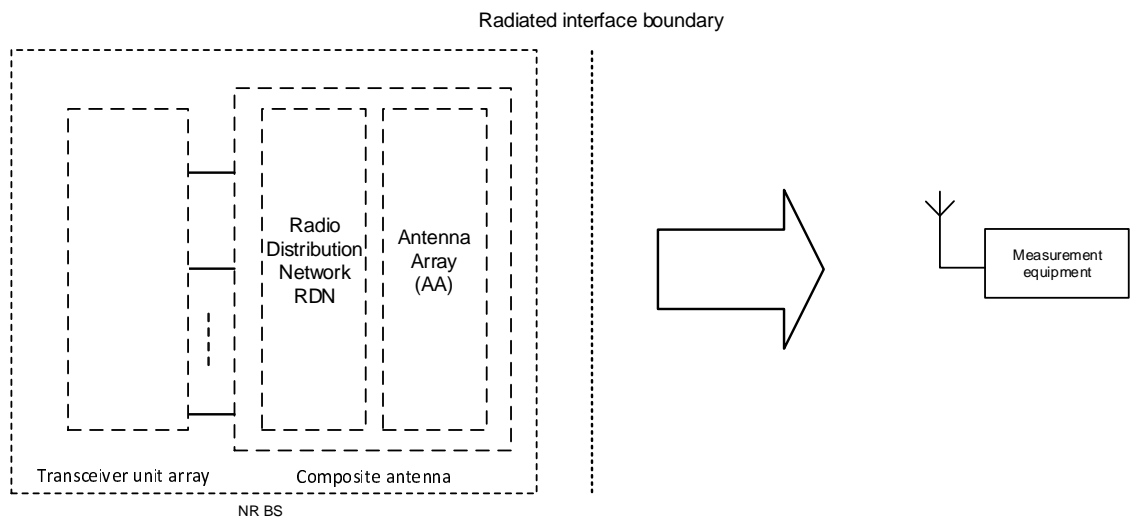 Radiated interface boundary
Radio
Distribution
Network
RDN
Antenna
Array
(AA)
Measurement
equipment
Transceiver unit array
Composite antenna
NR BS